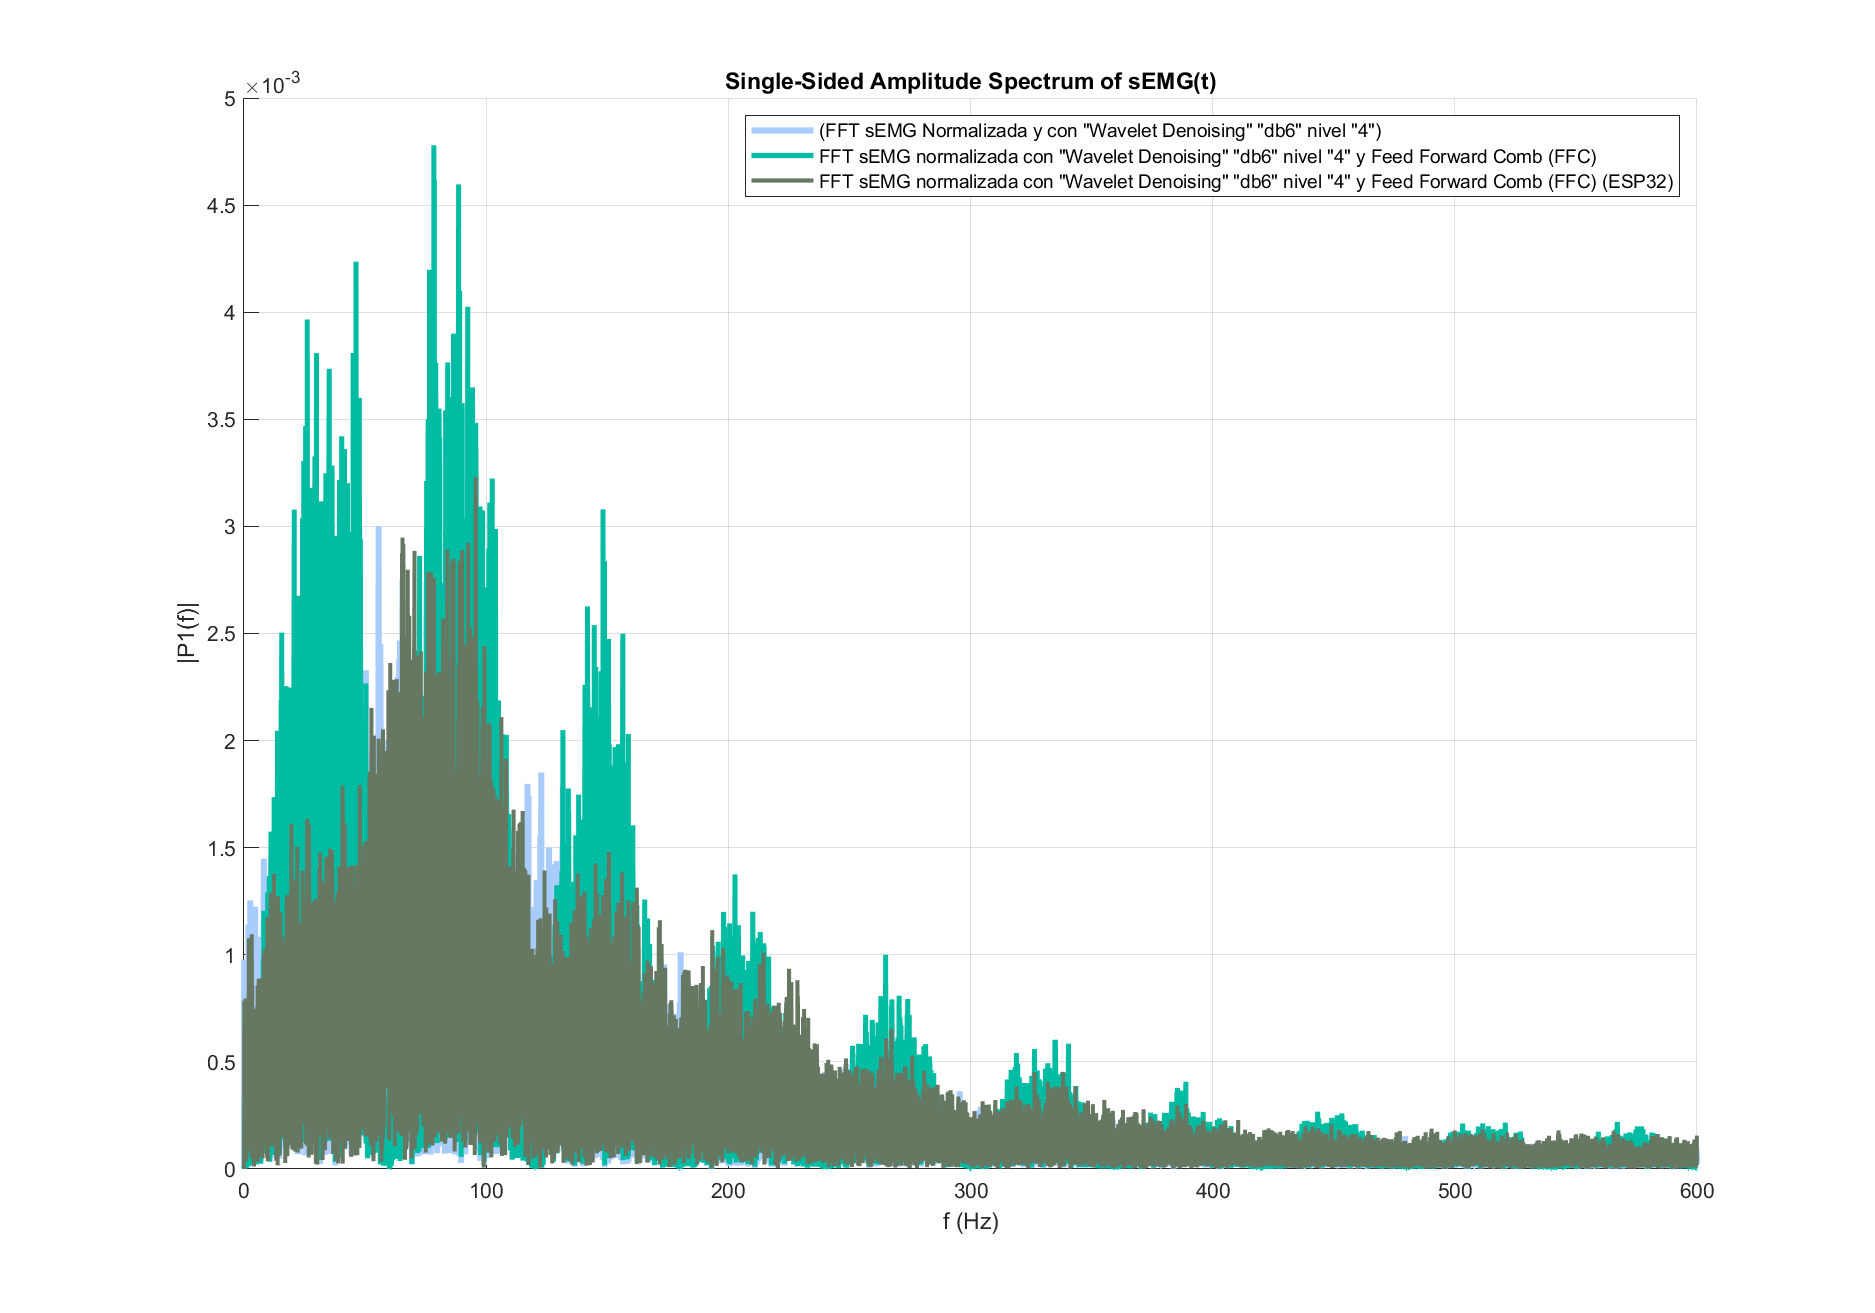 Single-Sided Amplitude Spectrum of sEMG(t)
×10-3
(FFT sEMG Normalizada y con "Wavelet Denoising" "db6" nivel "4")
FFT sEMG normalizada con "Wavelet Denoising" "db6" nivel "4" y Feed Forward Comb (FFC)
FFT sEMG normalizada con "Wavelet Denoising" "db6" nivel "4" y Feed Forward Comb (FFC) (ESP32)
5
4.5
4
3.5
3
2.5
2
1.5
1
0.5
0
|P1(f)|
0 100 200 300 400 500 600
f (Hz)